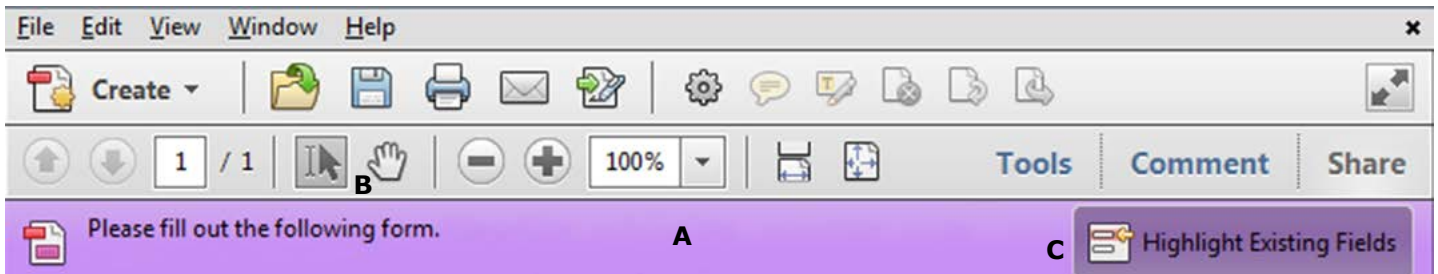 File Edit View Window Help
Create
1 / 1 B 100% Tools Comment Share
Please fill out the following form. A C Highlight Existing Fields